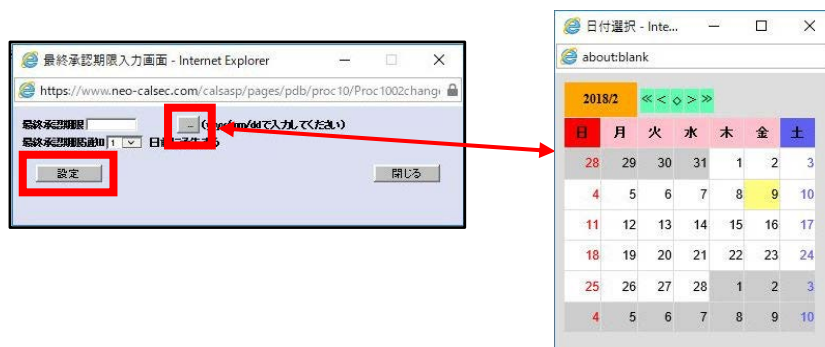 最終承認期限入力画面 - Internet Explorer
https://www.neo-calsec.com/calsasp/pages/pdb/proc10/Proc1002change
最終承認期限 ... (yyyy/mm/ddで入力してください)
最終承認期限通知 1 日前に
設定 閉じる
日付選択 - Inte...
about:blank
2018/2 ≪ < ◇ > ≫
日 月 火 水 木 金 土
28 29 30 31 1 2 3
4 5 6 7 8 9 10
11 12 13 14 15 16 17
18 19 20 21 22 23 24
25 26 27 28 1 2 3
4 5 6 7 8 9 10